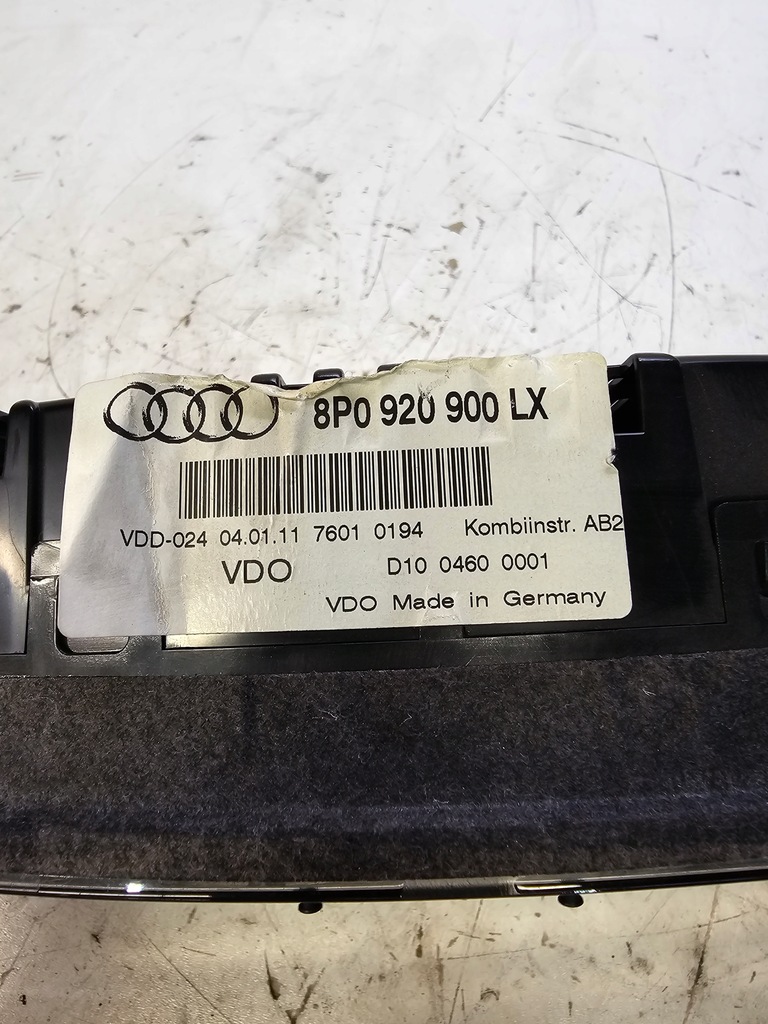 8P0 920 900 LX
VDD-024 04.01.11 7601 0194 Kombiinstr. AB2
VDO D10 0460 0001
VDO Made in Germany